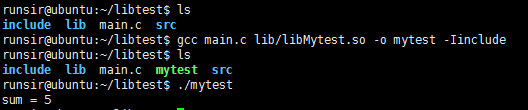 runsir@ubuntu:~/libtest$ ls
include  lib  main.c  src
runsir@ubuntu:~/libtest$ gcc main.c lib/libMytest.so -o mytest -Iinclude
runsir@ubuntu:~/libtest$ ls
include  lib  main.c  mytest  src
runsir@ubuntu:~/libtest$ ./mytest
sum = 5